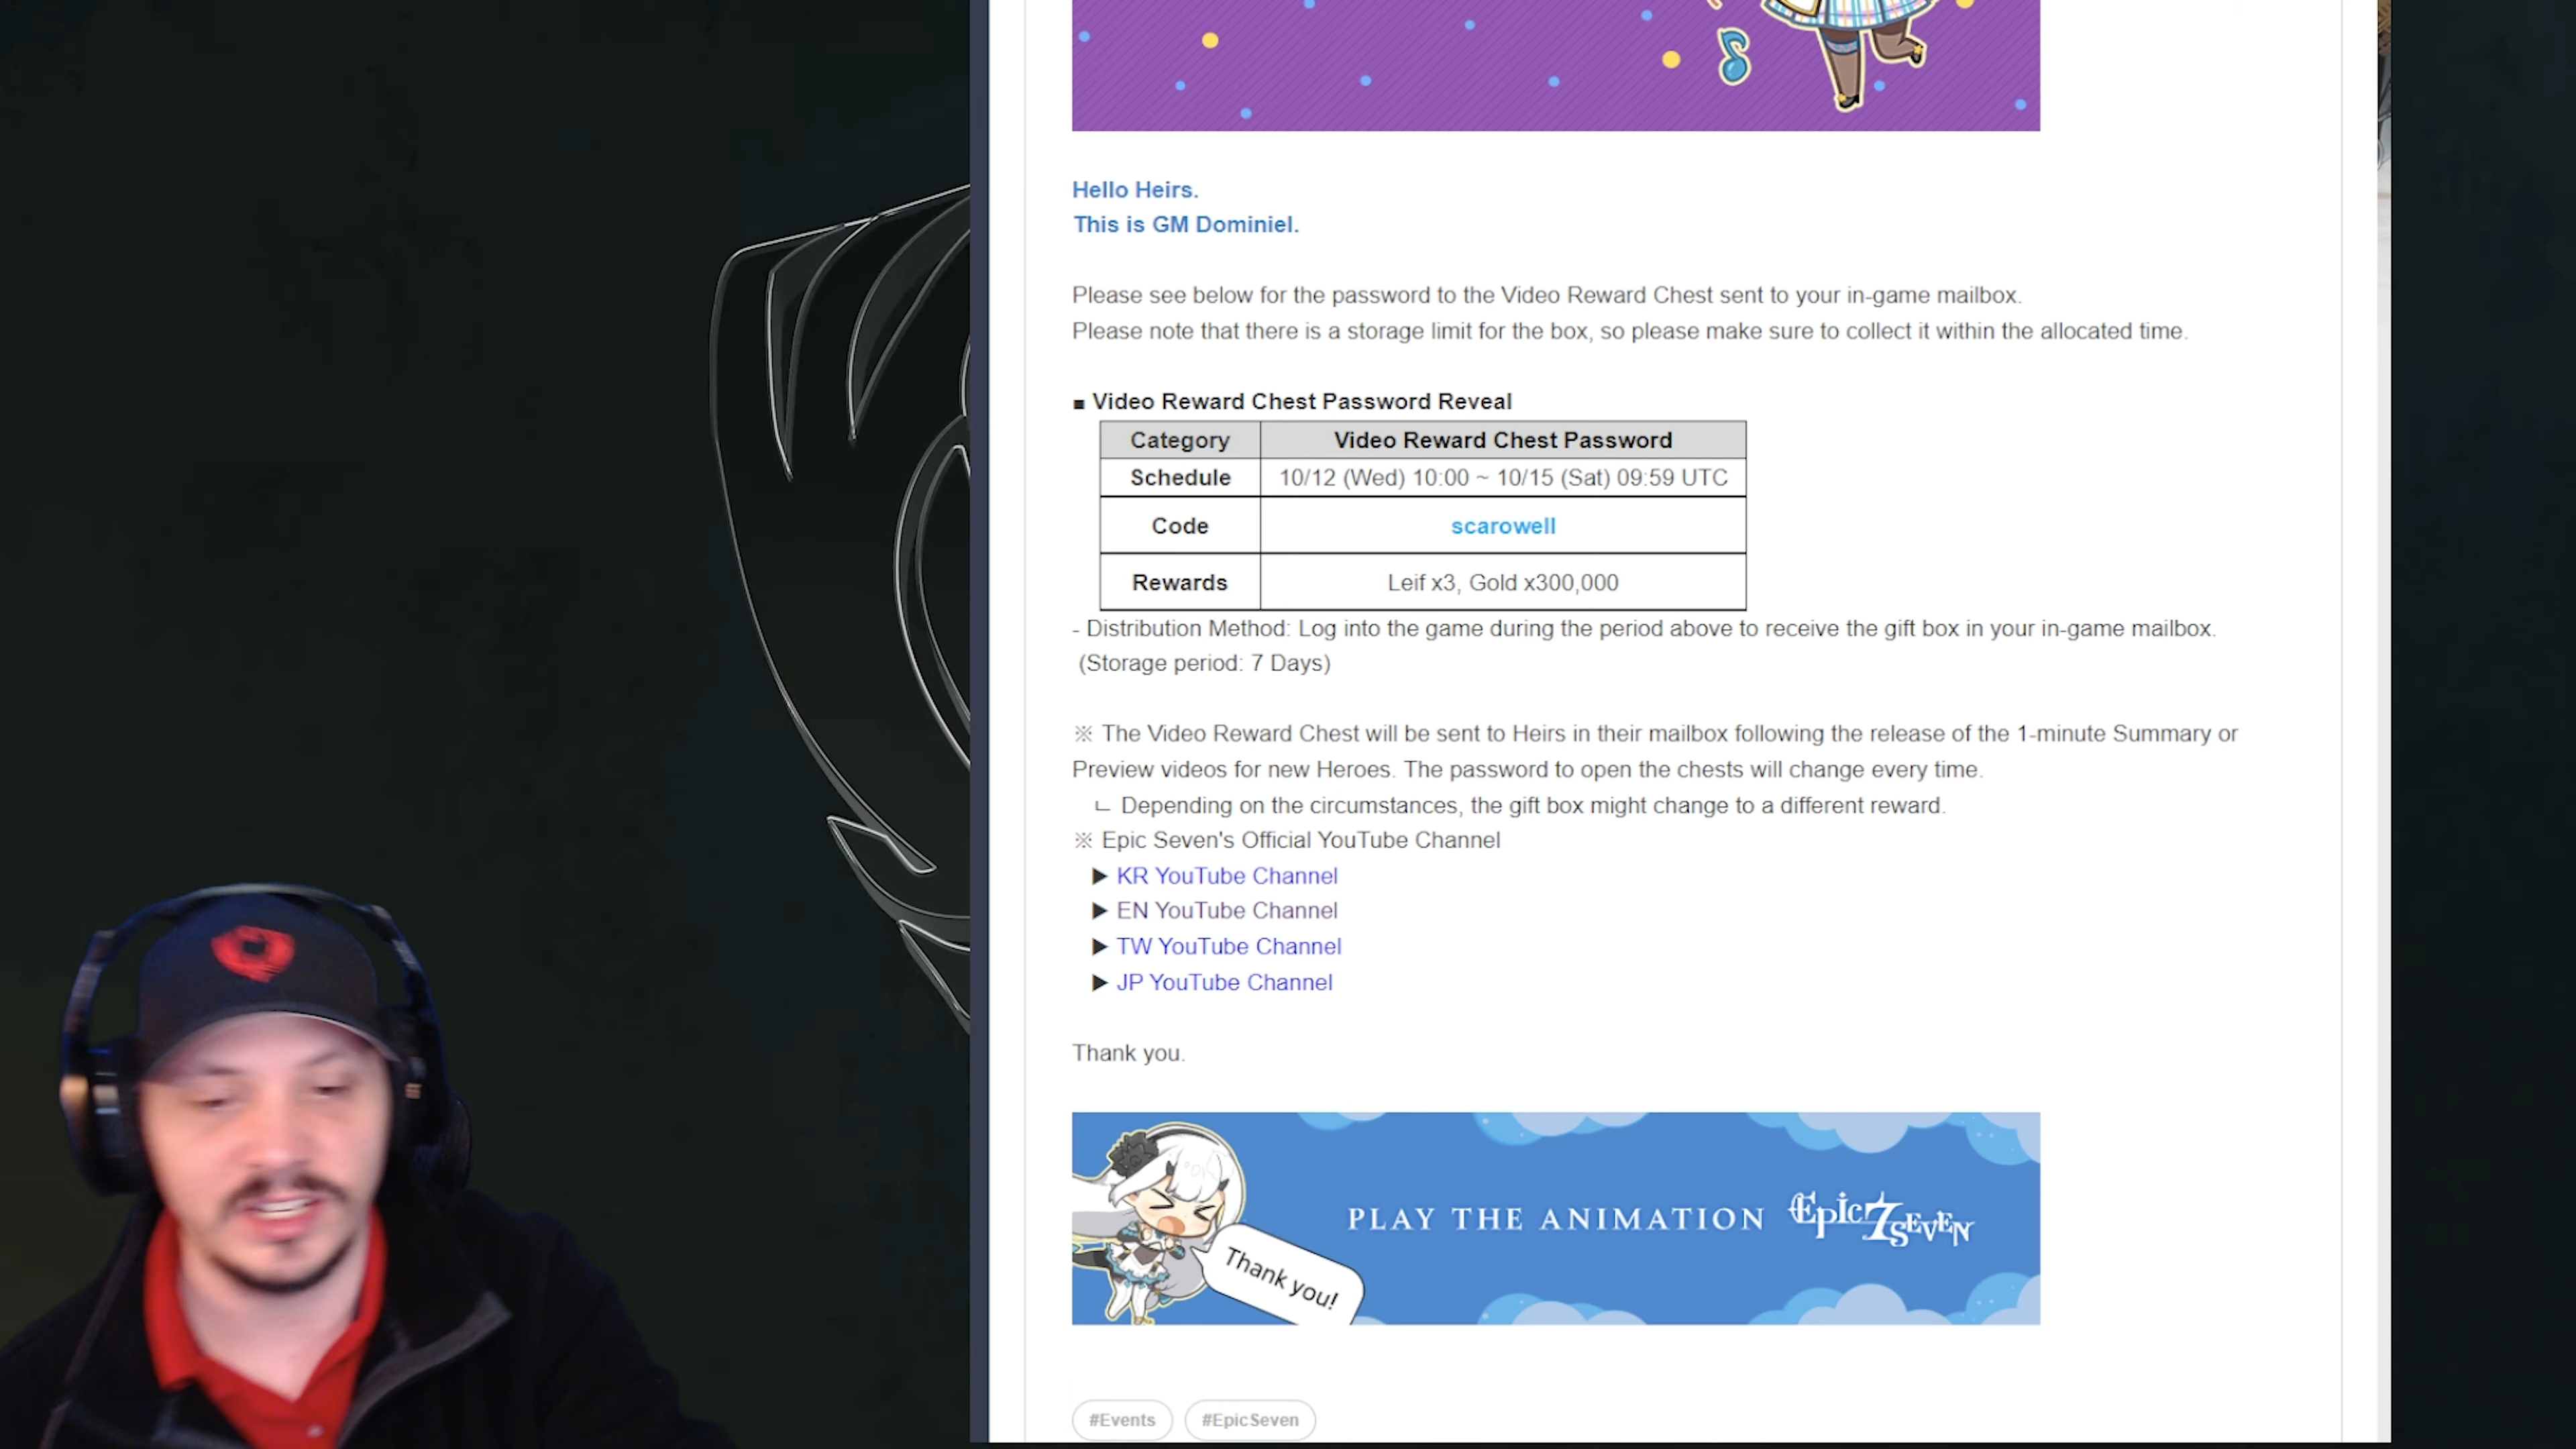 Hello Heirs.
This is GM Dominiel.
Please see below for the password to the Video Reward Chest sent to your in-game mailbox.
Please note that there is a storage limit for the box, so please make sure to collect it within the allocated time.
■ Video Reward Chest Password Reveal
Category Video Reward Chest Password
Schedule 10/12 (Wed) 10:00 ~ 10/15 (Sat) 09:59 UTC
Code scarowell
Rewards Leif x3, Gold x300,000
- Distribution Method: Log into the game during the period above to receive the gift box in your in-game mailbox.
(Storage period: 7 Days)
※ The Video Reward Chest will be sent to Heirs in their mailbox following the release of the 1-minute Summary or
Preview videos for new Heroes. The password to open the chests will change every time.
ㄴ Depending on the circumstances, the gift box might change to a different reward.
※ Epic Seven's Official YouTube Channel
▶ KR YouTube Channel
▶ EN YouTube Channel
▶ TW YouTube Channel
▶ JP YouTube Channel
Thank you.
PLAY THE ANIMATION Epic7 SEVEN
Thank you!
#Events #EpicSeven